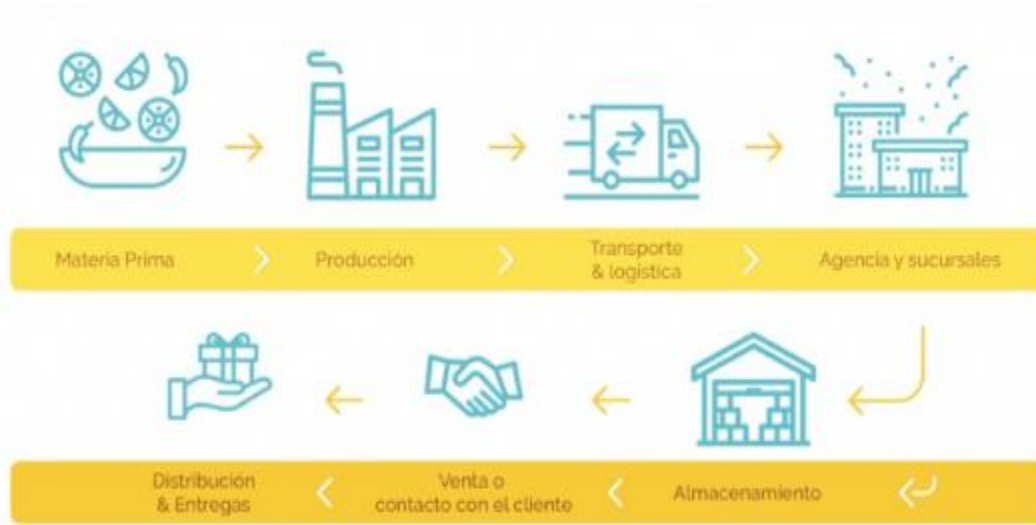 Materia Prima
Producción
Transporte
& logística
Agencia y sucursales
Distribución
& Entregas
Venta o
contacto con el cliente
Almacenamiento